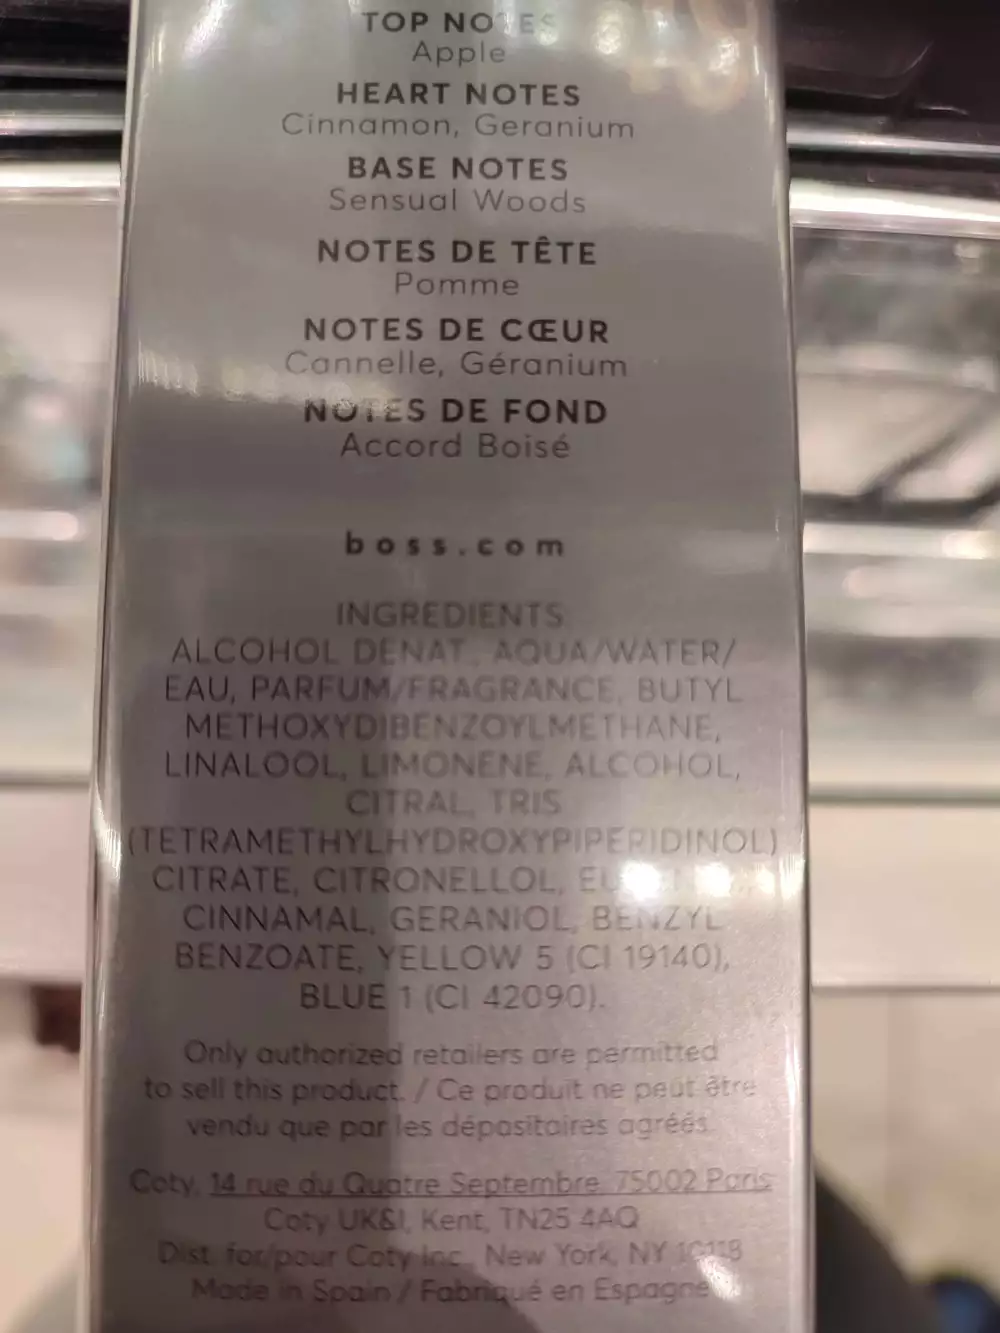 TOP NOTES
Apple
HEART NOTES
Cinnamon, Geranium
BASE NOTES
Sensual Woods
NOTES DE TÊTE
Pomme
NOTES DE CŒUR
Cannelle, Géranium
NOTES DE FOND
Accord Boisé
boss.com
INGREDIENTS
ALCOHOL DENAT., AQUA/WATER/
EAU, PARFUM/FRAGRANCE, BUTYL
METHOXYDIBENZOYLMETHANE,
LINALOOL, LIMONENE, ALCOHOL,
CITRAL, TRIS
(TETRAMETHYLHYDROXYPIPERIDINOL)
CITRATE, CITRONELLOL,
CINNAMAL, GERANIOL, BENZYL
BENZOATE, YELLOW 5 (CI 19140),
BLUE 1 (CI 42090).
Only authorized retailers are permitted
to sell this product. / Ce produit ne peut être
vendu que par les dépositaires agréés.
Coty, 14 rue du Quatre Septembre, 75002 Paris
Coty UK&I, Kent, TN25 4AQ
Dist. for/pour Coty Inc., New York, NY 10118
Made in Spain / Fabriqué en Espagne